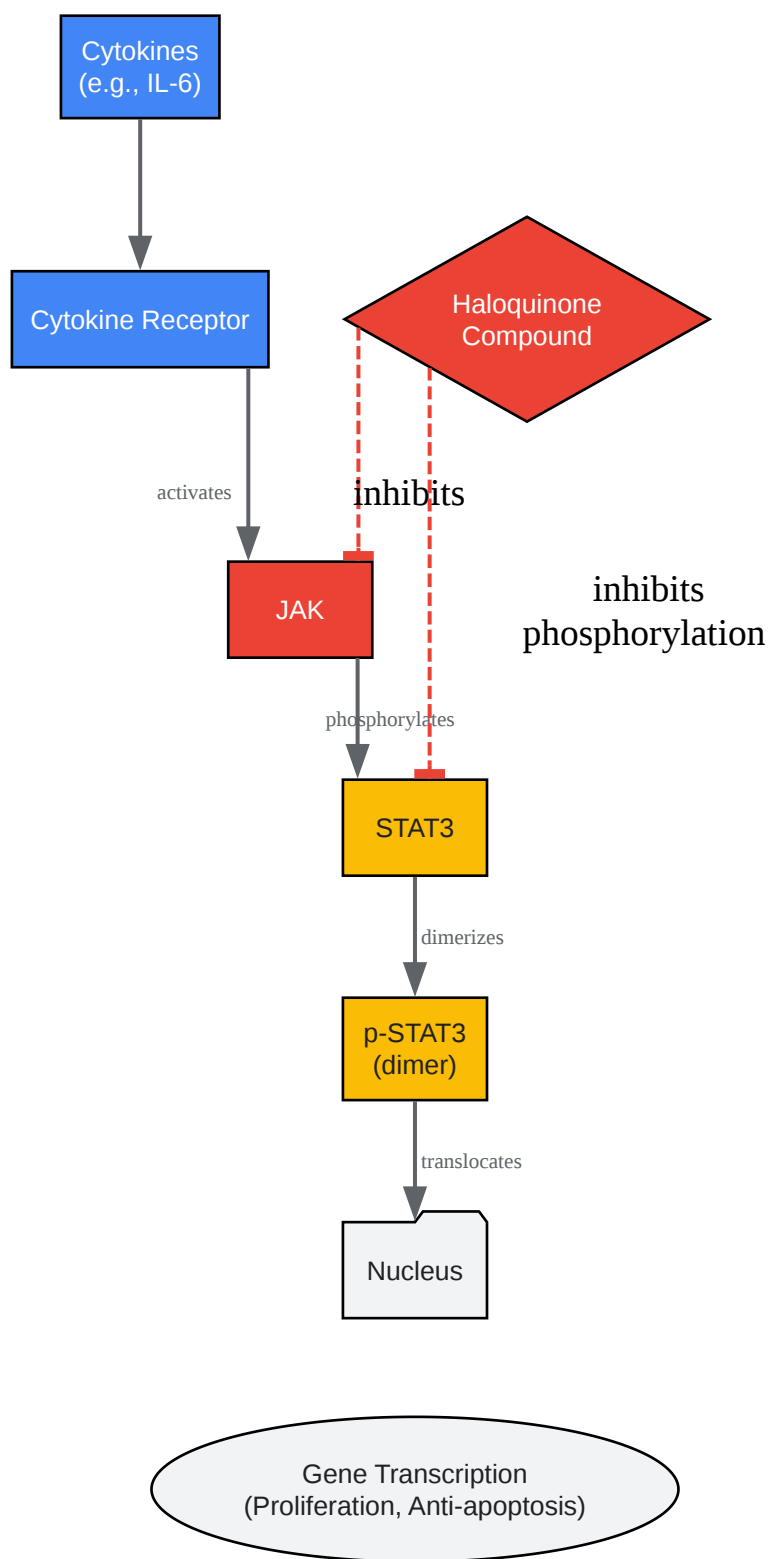 Cytokines
(e.g., IL-6)
Cytokine Receptor
Haloquinone
Compound
activates
inhibits
JAK
inhibits
phosphorylation
phosphorylates
STAT3
dimerizes
p-STAT3
(dimer)
translocates
Nucleus
Gene Transcription
(Proliferation, Anti-apoptosis)